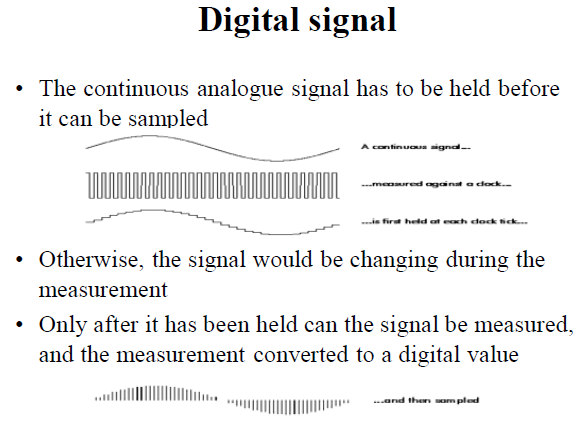 Digital signal
• The continuous analogue signal has to be held before
it can be sampled
A continuous signal...
...measured against a clock...
...is first held at each clock tick...
• Otherwise, the signal would be changing during the
measurement
• Only after it has been held can the signal be measured,
and the measurement converted to a digital value
...and then sampled